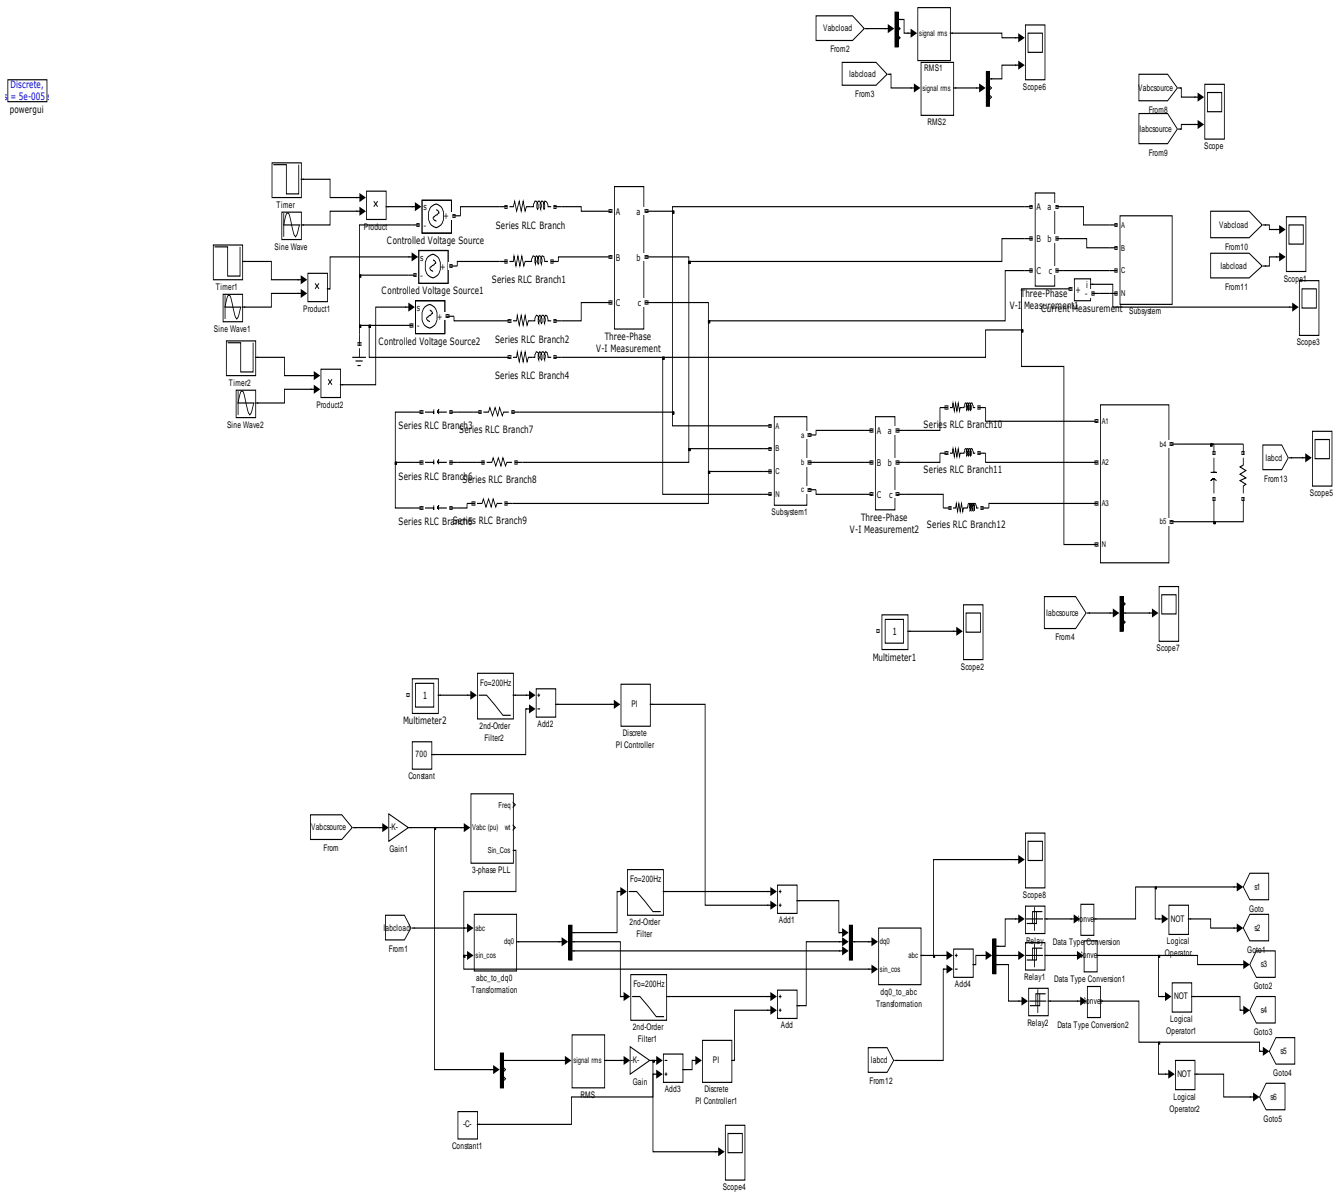 Vabcload
From2
signal rms
RMS1
Scope6
Iabcload
From3
signal rms
RMS2
Discrete,
= 5e-005
powergui
Vabcsource
From8
Iabcsource
From9
Scope
Timer
Sine Wave
x
Product
s
+
-
Controlled Voltage Source
Series RLC Branch
Timer1
Sine Wave1
x
Product1
s
+
-
Controlled Voltage Source1
Series RLC Branch1
Timer2
Sine Wave2
x
Product2
s
+
-
Controlled Voltage Source2
Series RLC Branch2
Series RLC Branch4
A a
B b
C c
Three-Phase
V-I Measurement
A a
B b
C c
Three-Phase
V-I Measurement1
+ i
-
Current Measurement
A
B
C
N
Subsystem
Vabcload
From10
Iabcload
From11
Scope1
Scope3
Series RLC Branch3
Series RLC Branch7
Series RLC Branch6
Series RLC Branch8
Series RLC Branch5
Series RLC Branch9
A
B
C
N
a
b
c
Subsystem1
A a
B b
C c
Three-Phase
V-I Measurement2
Series RLC Branch10
Series RLC Branch11
Series RLC Branch12
A1
A2
A3
N
b4
b5
Iabcd
From13
Scope5
1
Multimeter1
Scope2
Iabcsource
From4
Scope7
1
Multimeter2
Fo=200Hz
2nd-Order
Filter2
+
-
Add2
PI
Discrete
PI Controller
700
Constant
Vabcsource
From
-K-
Gain1
Freq
Vabc (pu) wt
Sin_Cos
3-phase PLL
Iabcload
From1
abc
dq0
sin_cos
abc_to_dq0
Transformation
Fo=200Hz
2nd-Order
Filter
Fo=200Hz
2nd-Order
Filter1
+
+
Add1
+
+
Add
dq0
abc
sin_cos
dq0_to_abc
Transformation
Scope8
+
-
Add4
Iabcd
From12
Relay
Data Type Conversion
Relay1
Data Type Conversion1
Relay2
Data Type Conversion2
NOT
Logical
Operator
NOT
Logical
Operator1
NOT
Logical
Operator2
s1
Goto
s2
Goto1
s3
Goto2
s4
Goto3
s5
Goto4
s6
Goto5
signal rms
RMS
-K-
Gain
-
+
Add3
PI
Discrete
PI Controller1
-C-
Constant1
Scope4